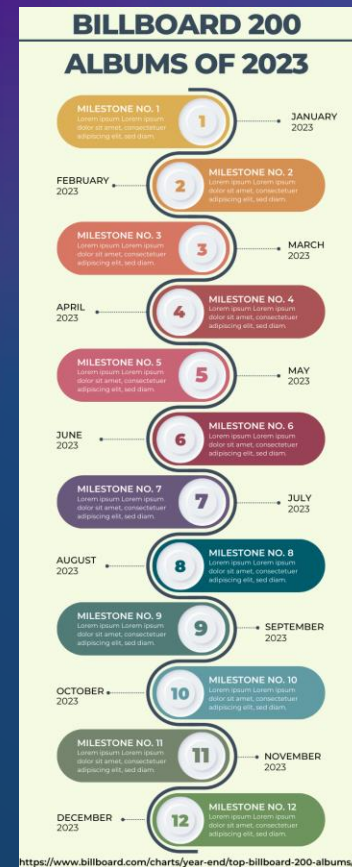 BILLBOARD 200
ALBUMS OF 2023
MILESTONE NO. 1
Lorem ipsum Lorem ipsum
dolor sit amet, consectetuer
adipiscing elit, sed diam.
1
JANUARY
2023
FEBRUARY
2023
2
MILESTONE NO. 2
Lorem ipsum Lorem ipsum
dolor sit amet, consectetuer
adipiscing elit, sed diam.
MILESTONE NO. 3
Lorem ipsum Lorem ipsum
dolor sit amet, consectetuer
adipiscing elit, sed diam.
3
MARCH
2023
APRIL
2023
4
MILESTONE NO. 4
Lorem ipsum Lorem ipsum
dolor sit amet, consectetuer
adipiscing elit, sed diam.
MILESTONE NO. 5
Lorem ipsum Lorem ipsum
dolor sit amet, consectetuer
adipiscing elit, sed diam.
5
MAY
2023
JUNE
2023
6
MILESTONE NO. 6
Lorem ipsum Lorem ipsum
dolor sit amet, consectetuer
adipiscing elit, sed diam.
MILESTONE NO. 7
Lorem ipsum Lorem ipsum
dolor sit amet, consectetuer
adipiscing elit, sed diam.
7
JULY
2023
AUGUST
2023
8
MILESTONE NO. 8
Lorem ipsum Lorem ipsum
dolor sit amet, consectetuer
adipiscing elit, sed diam.
MILESTONE NO. 9
Lorem ipsum Lorem ipsum
dolor sit amet, consectetuer
adipiscing elit, sed diam.
9
SEPTEMBER
2023
OCTOBER
2023
10
MILESTONE NO. 10
Lorem ipsum Lorem ipsum
dolor sit amet, consectetuer
adipiscing elit, sed diam.
MILESTONE NO. 11
Lorem ipsum Lorem ipsum
dolor sit amet, consectetuer
adipiscing elit, sed diam.
11
NOVEMBER
2023
DECEMBER
2023
12
MILESTONE NO. 12
Lorem ipsum Lorem ipsum
dolor sit amet, consectetuer
adipiscing elit, sed diam.
https://www.billboard.com/charts/year-end/top-billboard-200-albums/